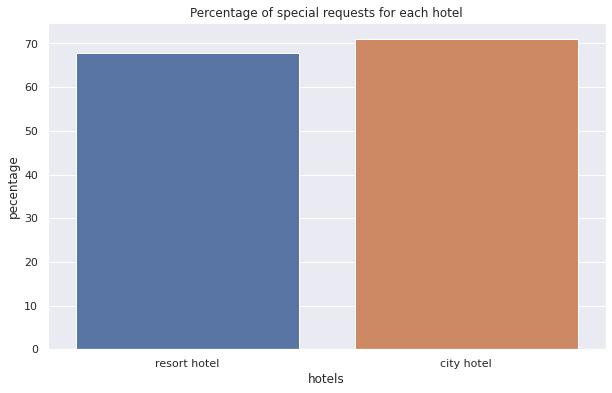 Percentage of special requests for each hotel
70
60
50
40
30
20
10
0
pecentage
resort hotel city hotel
hotels